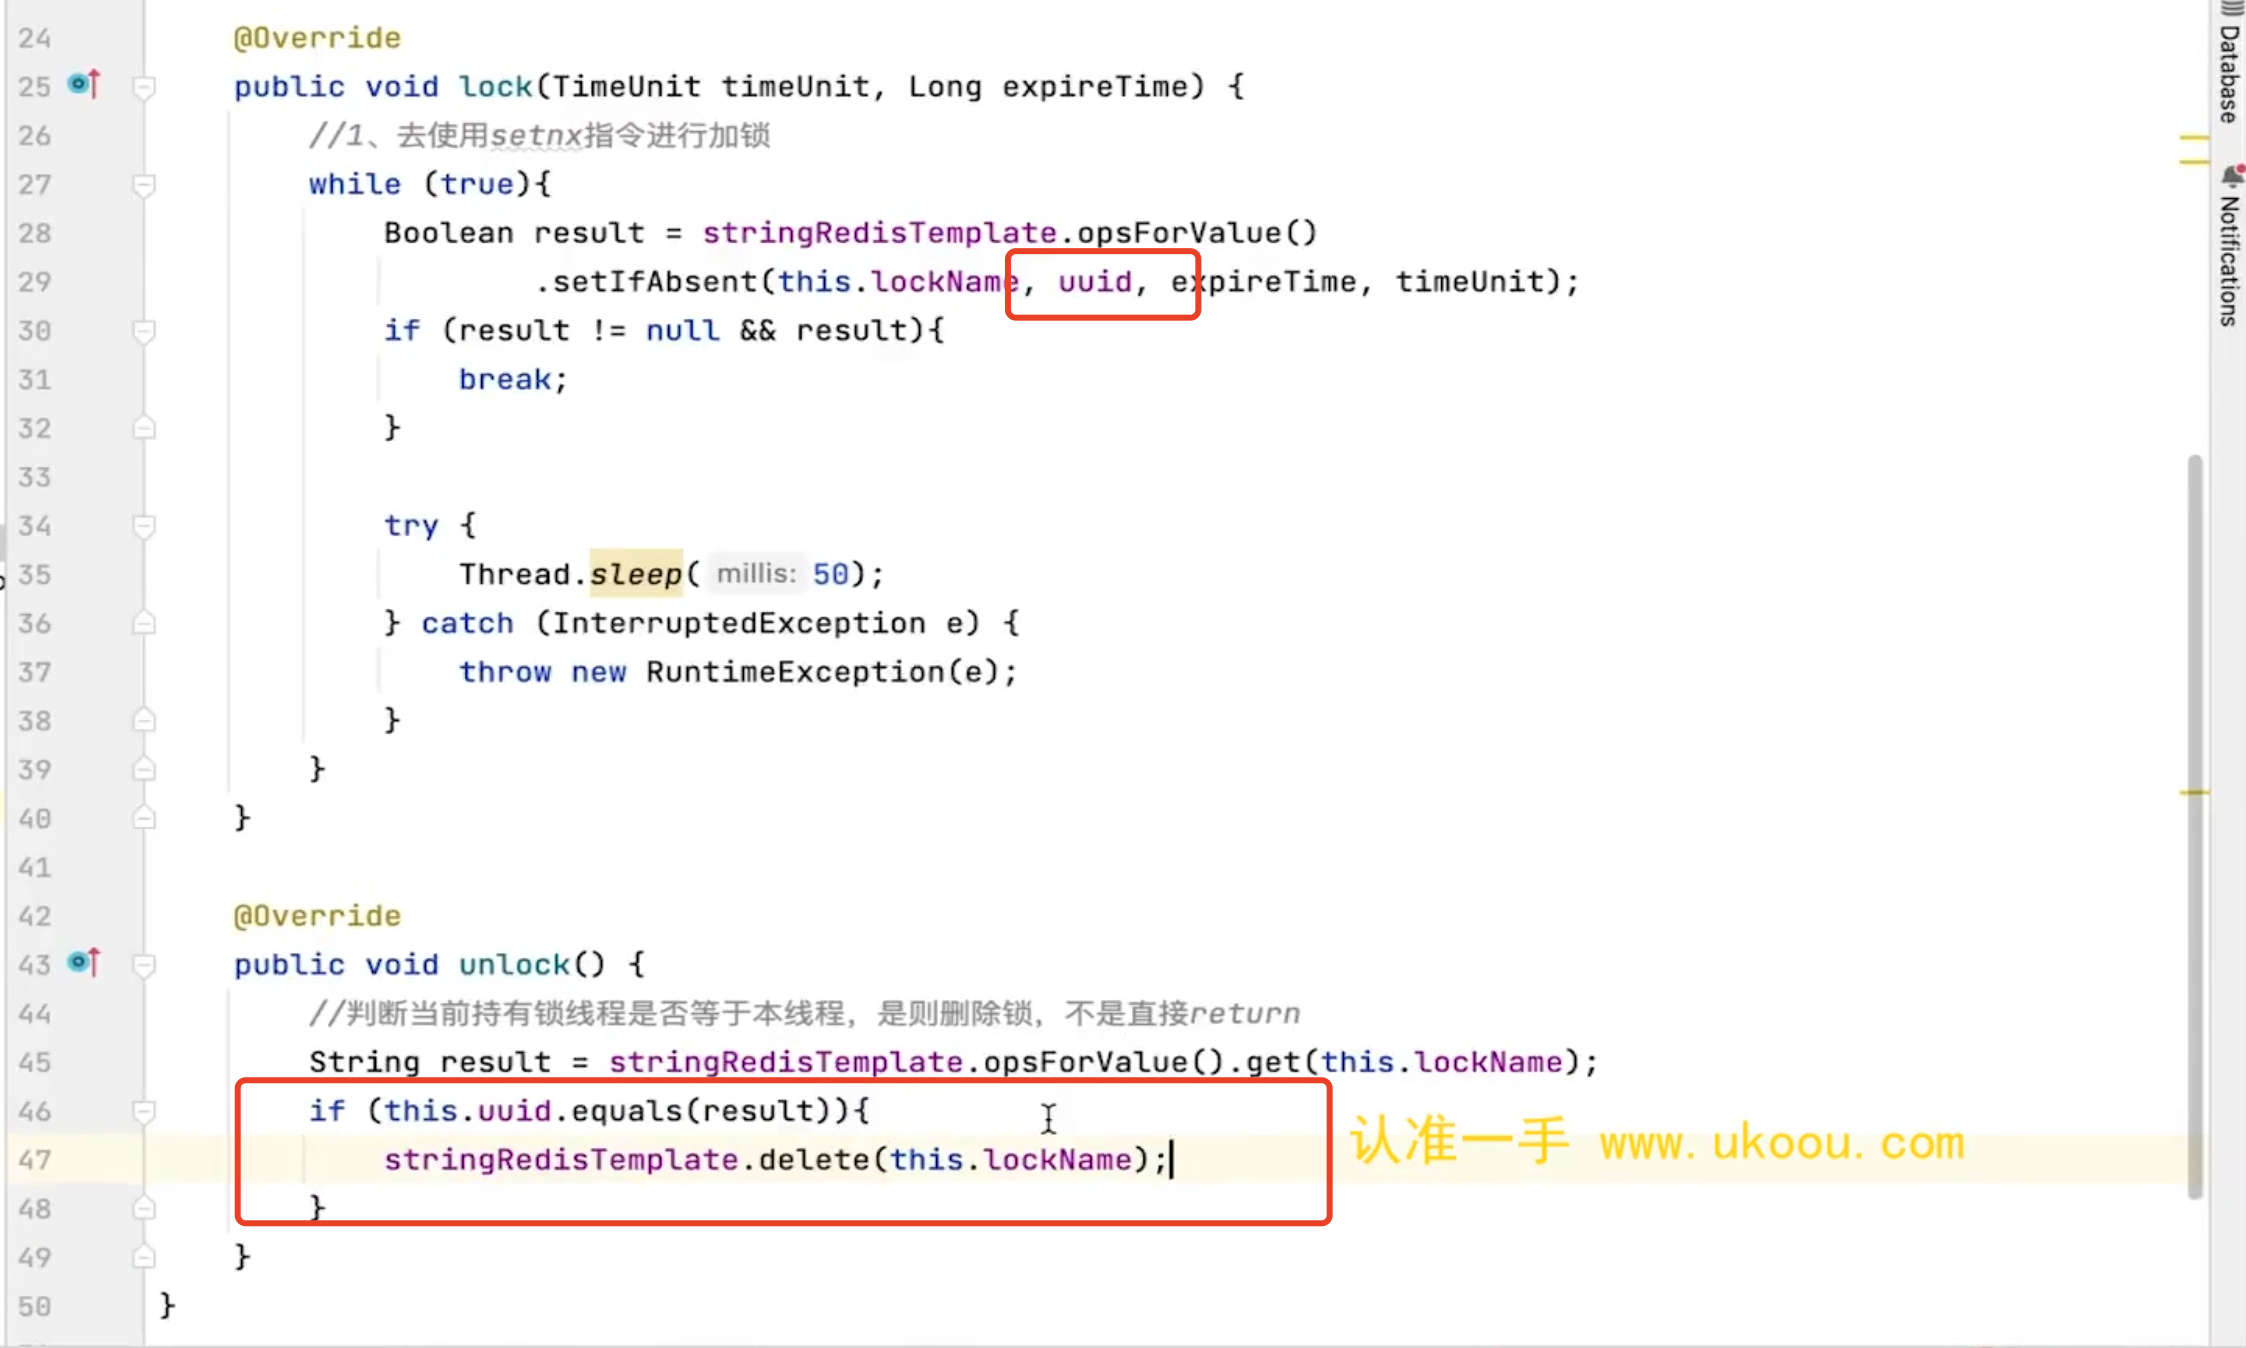 24 @Override
25 public void lock(TimeUnit timeUnit, Long expireTime) {
26 //1、去使用setnx指令进行加锁
27 while (true){
28 Boolean result = stringRedisTemplate.opsForValue()
29 .setIfAbsent(this.lockName, uuid, expireTime, timeUnit);
30 if (result != null && result){
31 break;
32 }
33
34 try {
35 Thread.sleep( millis: 50);
36 } catch (InterruptedException e) {
37 throw new RuntimeException(e);
38 }
39 }
40 }
41
42 @Override
43 public void unlock() {
44 //判断当前持有锁线程是否等于本线程，是则删除锁，不是直接return
45 String result = stringRedisTemplate.opsForValue().get(this.lockName);
46 if (this.uuid.equals(result)){
47 stringRedisTemplate.delete(this.lockName);
48 }
49 }
50 }
认准一手 www.ukoou.com
Database
Notifications